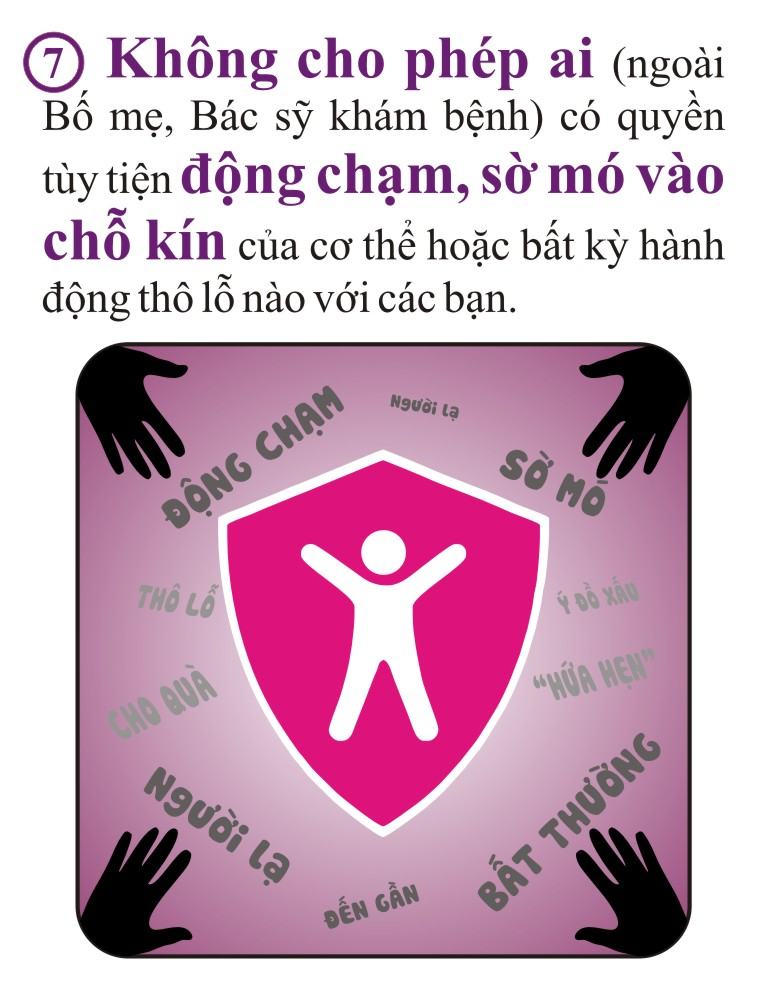 7 Không cho phép ai (ngoài
Bố mẹ, Bác sỹ khám bệnh) có quyền
tùy tiện động chạm, sờ mó vào
chỗ kín của cơ thể hoặc bất kỳ hành
động thô lỗ nào với các bạn.
ĐỘNG CHẠM
Người lạ
SỜ MÒ
THÔ LỖ
Ý ĐỒ XẤU
CHO QUÀ
"HỨA HẸN"
Người lạ
BẤT THƯỜNG
ĐẾN GẦN